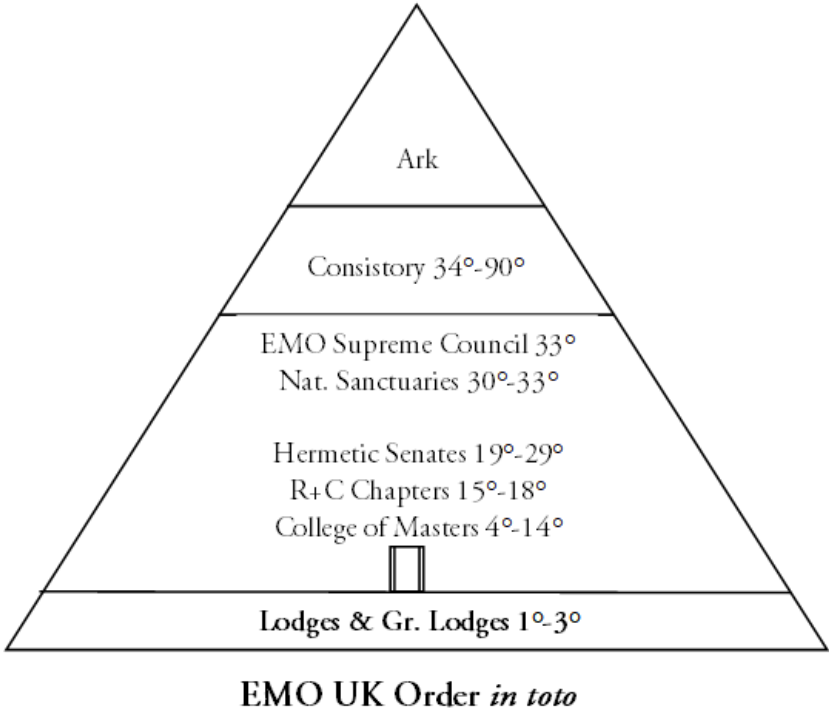 Ark
Consistory 34°-90°
EMO Supreme Council 33°
Nat. Sanctuaries 30°-33°
Hermetic Senates 19°-29°
R+C Chapters 15°-18°
College of Masters 4°-14°
Lodges & Gr. Lodges 1°-3°
EMO UK Order in toto